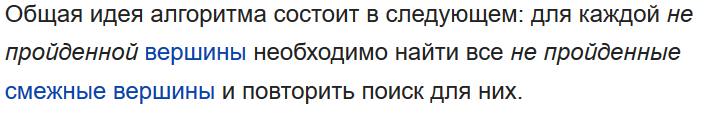 Общая идея алгоритма состоит в следующем: для каждой не
пройденной вершины необходимо найти все не пройденные
смежные вершины и повторить поиск для них.